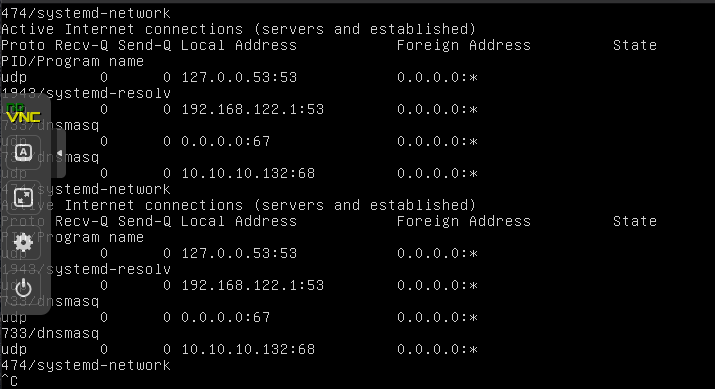 474/systemd-network
Active Internet connections (servers and established)
Proto Recv-Q Send-Q Local Address           Foreign Address         State
PID/Program name
udp        0      0 127.0.0.53:53           0.0.0.0:*
1943/systemd-resolv
udp        0      0 192.168.122.1:53        0.0.0.0:*
733/dnsmasq
udp        0      0 0.0.0.0:67              0.0.0.0:*
733/dnsmasq
udp        0      0 10.10.10.132:68         0.0.0.0:*
474/systemd-network
Active Internet connections (servers and established)
Proto Recv-Q Send-Q Local Address           Foreign Address         State
PID/Program name
udp        0      0 127.0.0.53:53           0.0.0.0:*
1943/systemd-resolv
udp        0      0 192.168.122.1:53        0.0.0.0:*
733/dnsmasq
udp        0      0 0.0.0.0:67              0.0.0.0:*
733/dnsmasq
udp        0      0 10.10.10.132:68         0.0.0.0:*
474/systemd-network
^C
no
VNC
A